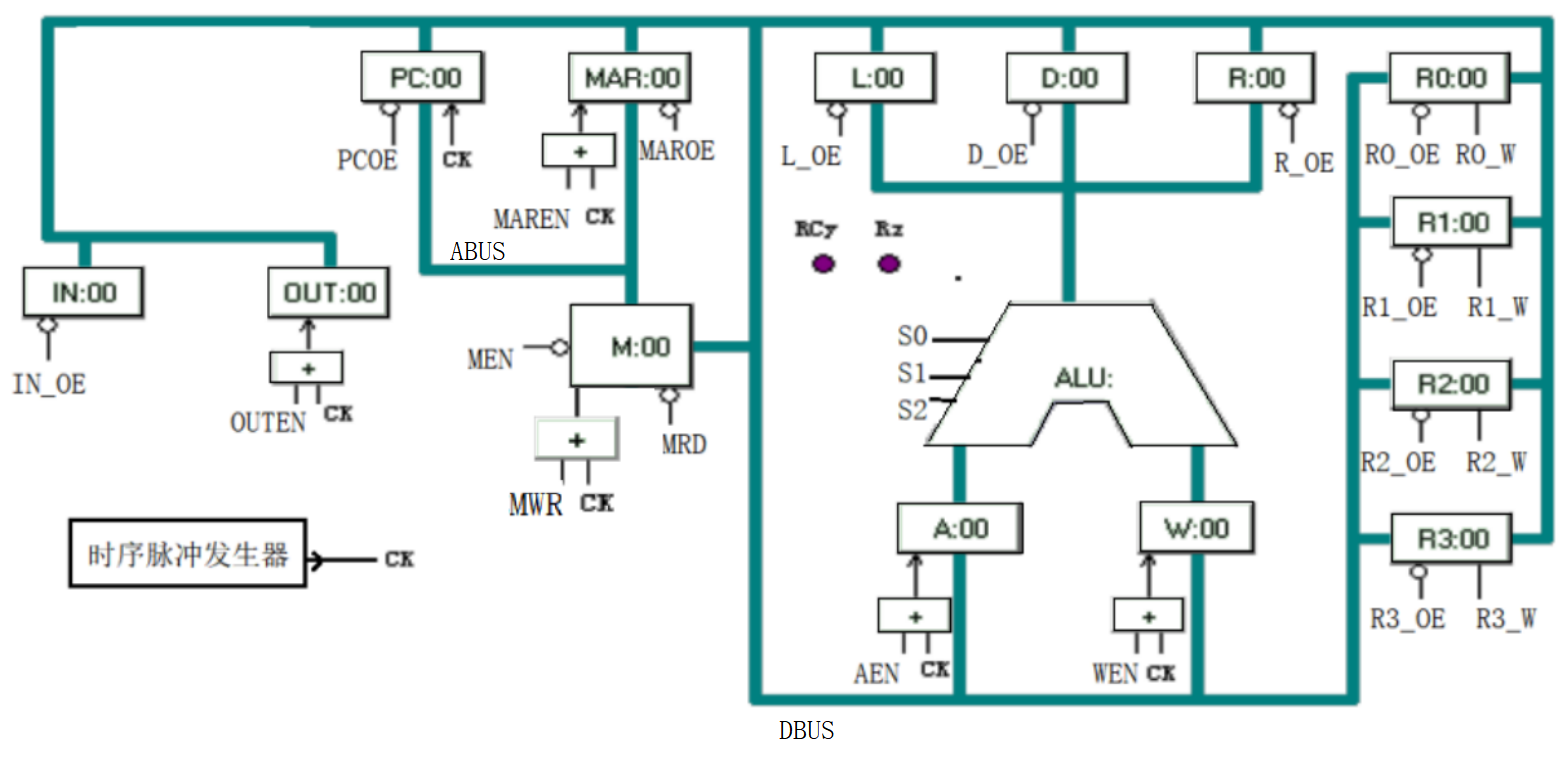 PC:00
MAR:00
L:00
D:00
R:00
R0:00
PCOE
CK
+
MAROE
MAREN
CK
L_OE
D_OE
R_OE
RO_OE
RO_W
R1:00
R1_OE
R1_W
RCy
Rz
ABUS
IN:00
OUT:00
IN_OE
+
OUTEN
CK
M:00
MEN
+
MRD
MWR
CK
S0
S1
S2
ALU:
R2:00
R2_OE
R2_W
A:00
W:00
R3:00
R3_OE
R3_W
+
AEN
CK
+
WEN
CK
时序脉冲发生器
CK
DBUS